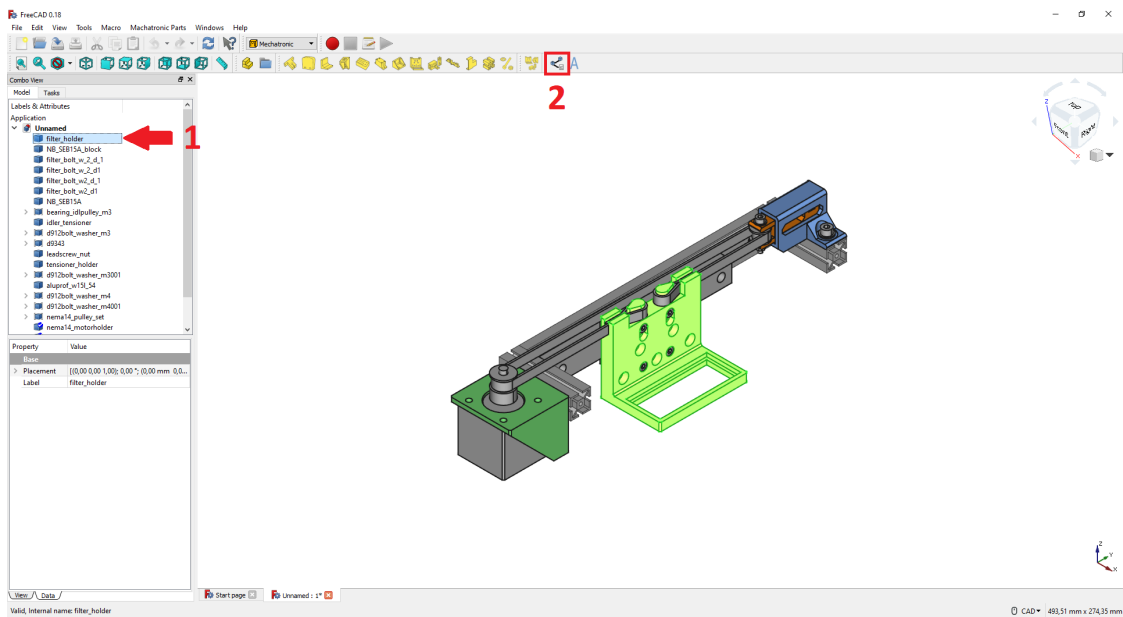 FreeCAD 0.18
File Edit View Tools Macro Machatronic Parts Windows Help
Mechatronic
A
2
Combo View
Model Tasks
Labels & Attributes
Application
Unnamed
filter_holder
1
NB_SEB15A_block
filter_bolt_w_2_d_1
filter_bolt_w_2_d1
filter_bolt_w2_d_1
filter_bolt_w2_d1
NB_SEB15A
bearing_idlpulley_m3
idler_tensioner
d912bolt_washer_m3
d9343
leadscrew_nut
tensioner_holder
d912bolt_washer_m3001
aluprof_w15l_54
d912bolt_washer_m4
d912bolt_washer_m4001
nema14_pulley_set
nema14_motorholder
Property Value
Base
Placement [(0,00 0,00 1,00); 0,00 °; (0,00 mm 0,0...
Label filter_holder
Z
TOP
FRONT RIGHT
X
Z
Y
X
View Data
Start page
Unnamed : 1*
Valid, Internal name: filter_holder
CAD
493,51 mm x 274,35 mm